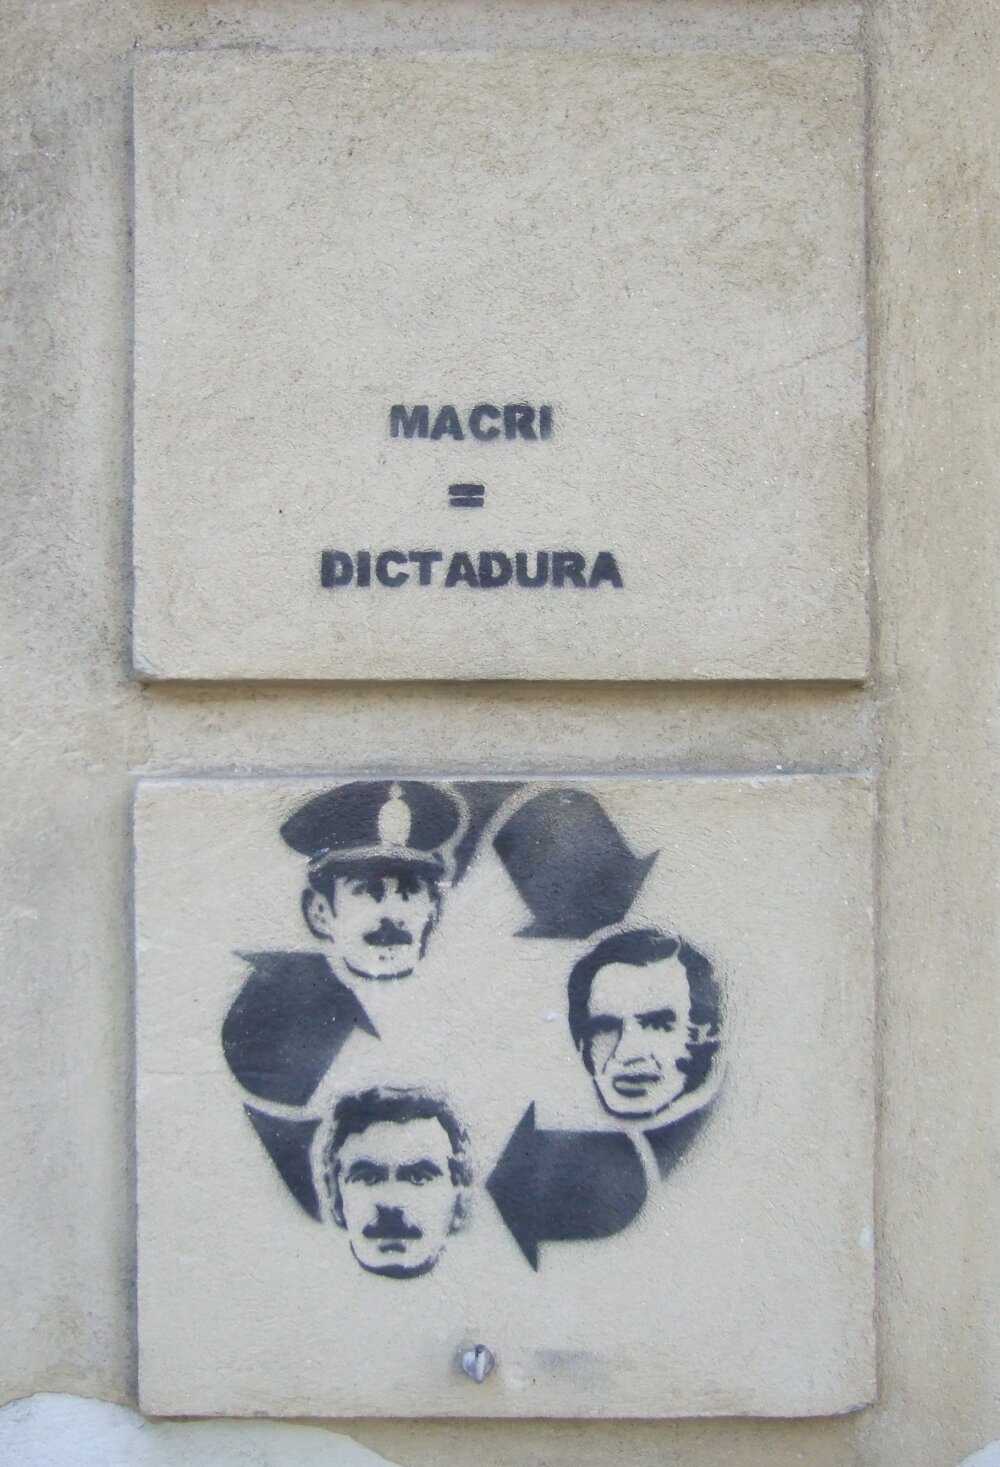 MACRI
=
DICTADURA